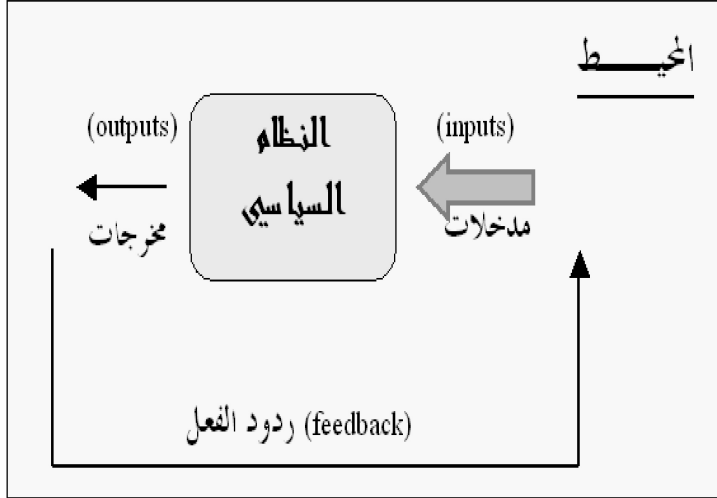 المحيـــــط
(inputs)
مدخلات
النظام
السياسي
(outputs)
مخرجات
ردود الفعل (feedback)